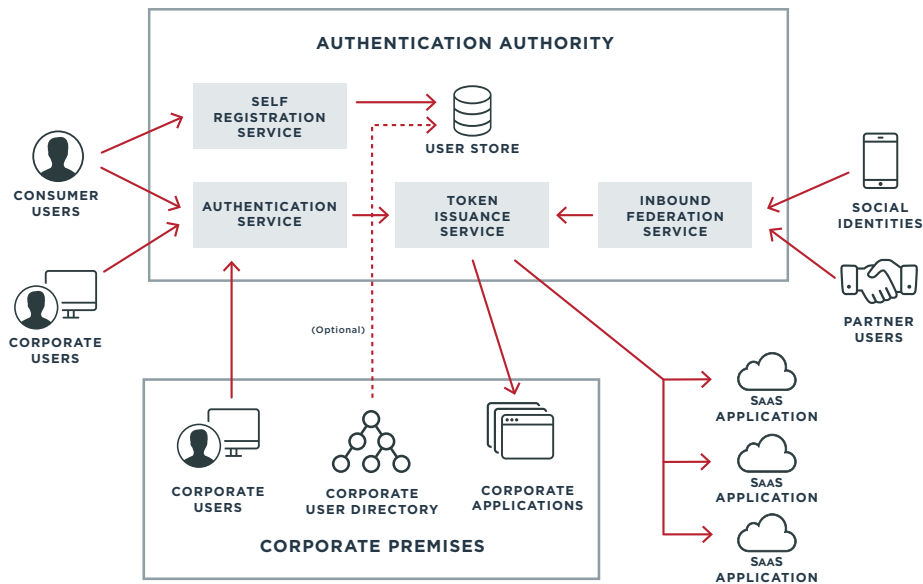 AUTHENTICATION AUTHORITY
SELF
REGISTRATION
SERVICE
USER STORE
CONSUMER
USERS
AUTHENTICATION
SERVICE
TOKEN
ISSUANCE
SERVICE
INBOUND
FEDERATION
SERVICE
SOCIAL
IDENTITIES
CORPORATE
USERS
PARTNER
USERS
(Optional)
SAAS
APPLICATION
SAAS
APPLICATION
SAAS
APPLICATION
CORPORATE
USERS
CORPORATE
USER DIRECTORY
CORPORATE
APPLICATIONS
CORPORATE PREMISES